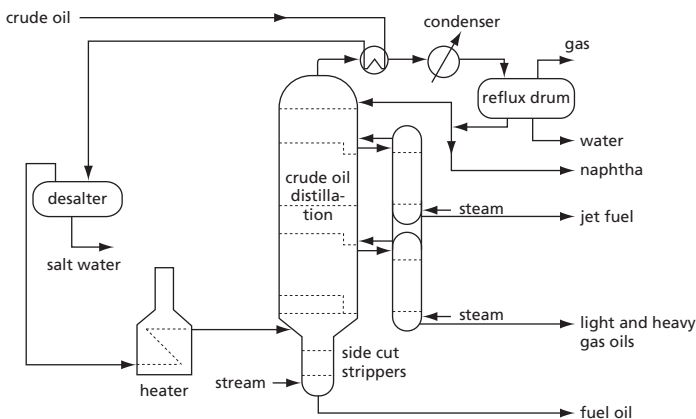 crude oil
condenser
gas
reflux drum
water
naphtha
crude oil
distilla-
tion
desalter
salt water
steam
jet fuel
steam
light and heavy
gas oils
side cut
strippers
heater
stream
fuel oil